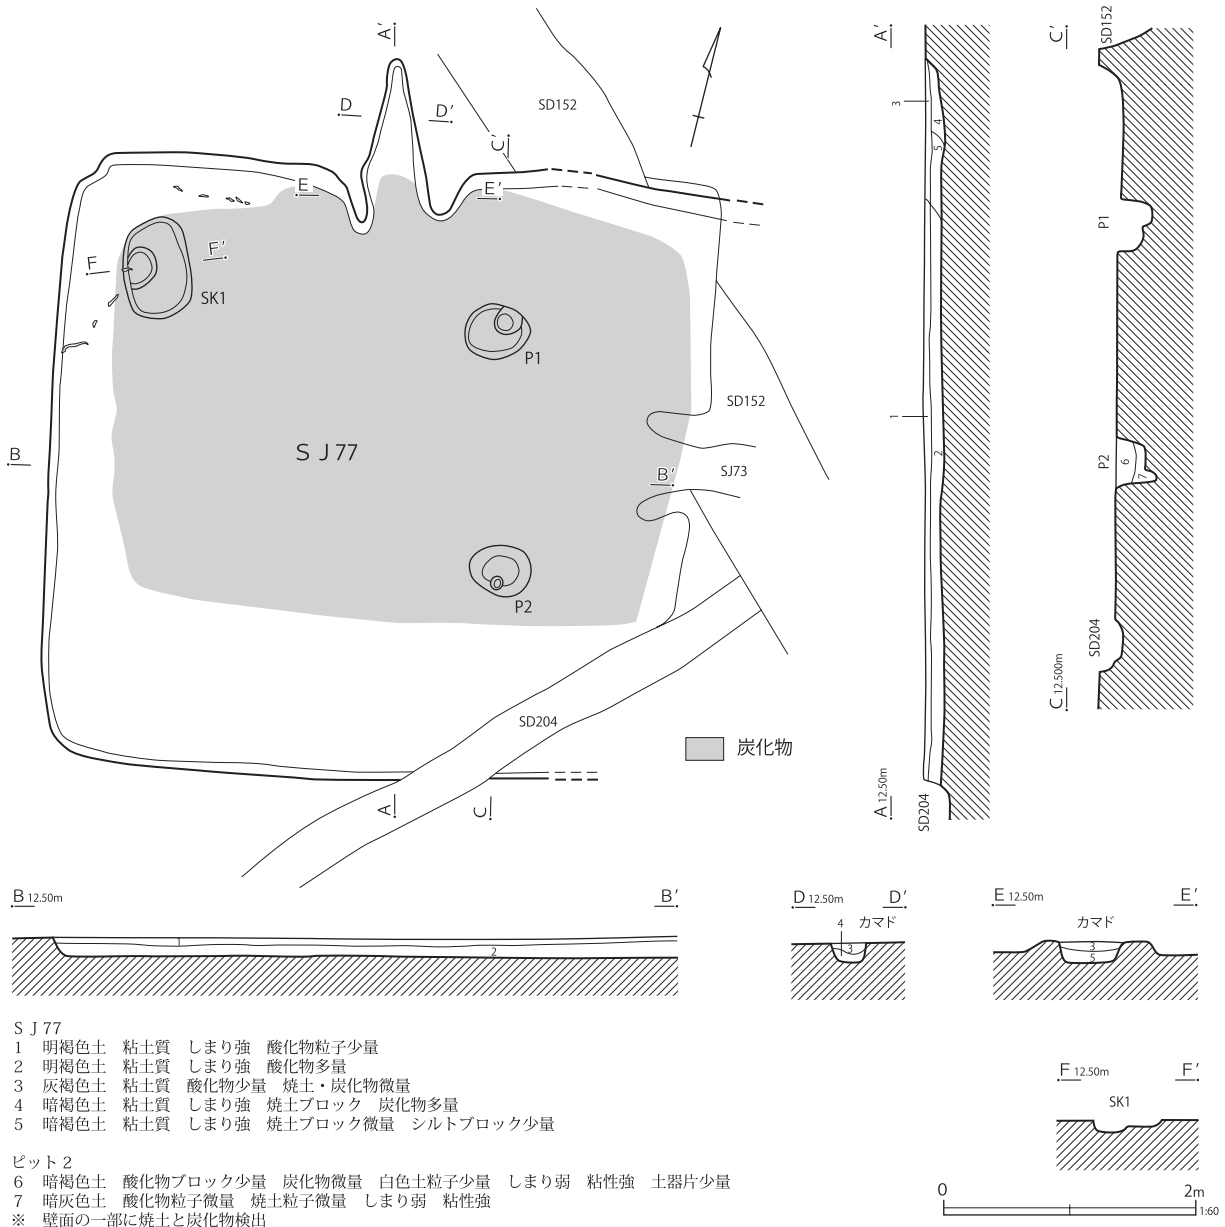 A′
D
D′
SD152
C′
E
E′
F
F′
SK1
P1
SD152
B
ＳＪ77
B′
SJ73
P2
SD204
炭化物
A
C
A′
3
4
5
1
2
A 12.50m
SD204
C′
SD152
P1
P2
6
7
SD204
C 12.500m
B 12.50m
B′
1
2
D 12.50m
D′
カマド
4
3
E 12.50m
E′
カマド
3
5
ＳＪ77
1　明褐色土　粘土質　しまり強　酸化物粒子少量
2　明褐色土　粘土質　しまり強　酸化物多量
3　灰褐色土　粘土質　酸化物少量　焼土・炭化物微量
4　暗褐色土　粘土質　しまり強　焼土ブロック　炭化物多量
5　暗褐色土　粘土質　しまり強　焼土ブロック微量　シルトブロック少量
ピット２
6　暗褐色土　酸化物ブロック少量　炭化物微量　白色土粒子少量　しまり弱　粘性強　土器片少量
7　暗灰色土　酸化物粒子微量　焼土粒子微量　しまり弱　粘性強
※　壁面の一部に焼土と炭化物検出
F 12.50m
F′
SK1
0
2m
1:60